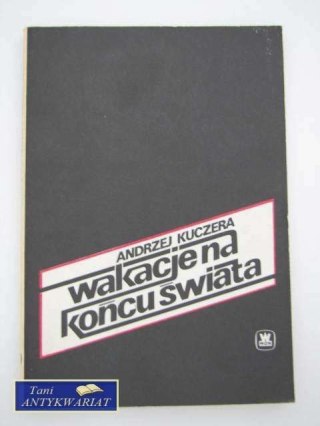 ANDRZEJ KUCZERA
wakacje na
końcu świata
Tani
ANTYKWARIAT